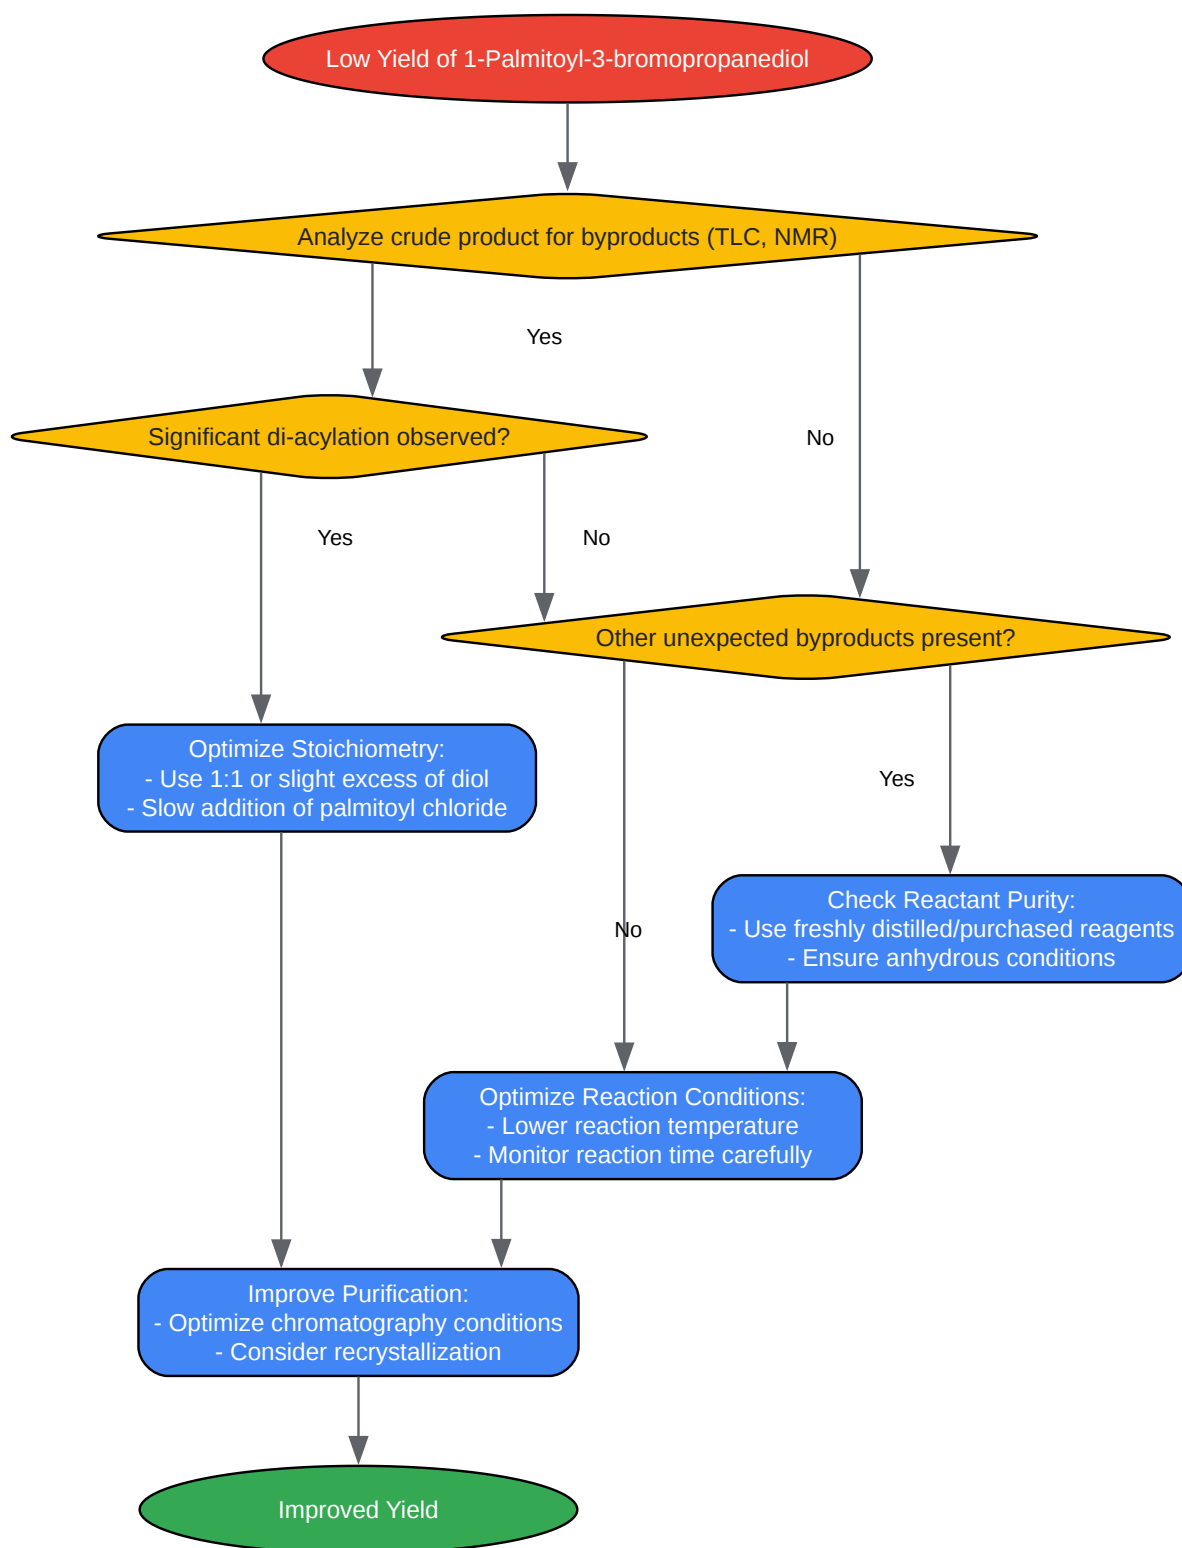 Low Yield of 1-Palmitoyl-3-bromopropanediol
Analyze crude product for byproducts (TLC, NMR)
Yes
Significant di-acylation observed?
No
Yes
No
Other unexpected byproducts present?
Optimize Stoichiometry:
- Use 1:1 or slight excess of diol
- Slow addition of palmitoyl chloride
Yes
Check Reactant Purity:
- Use freshly distilled/purchased reagents
- Ensure anhydrous conditions
No
Optimize Reaction Conditions:
- Lower reaction temperature
- Monitor reaction time carefully
Improve Purification:
- Optimize chromatography conditions
- Consider recrystallization
Improved Yield